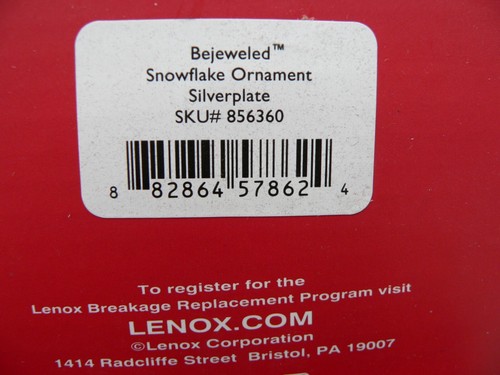 Bejeweled™
Snowflake Ornament
Silverplate
SKU# 856360
8 82864 57862 4
To register for the
Lenox Breakage Replacement Program visit
LENOX.COM
©Lenox Corporation
1414 Radcliffe Street Bristol, PA 19007